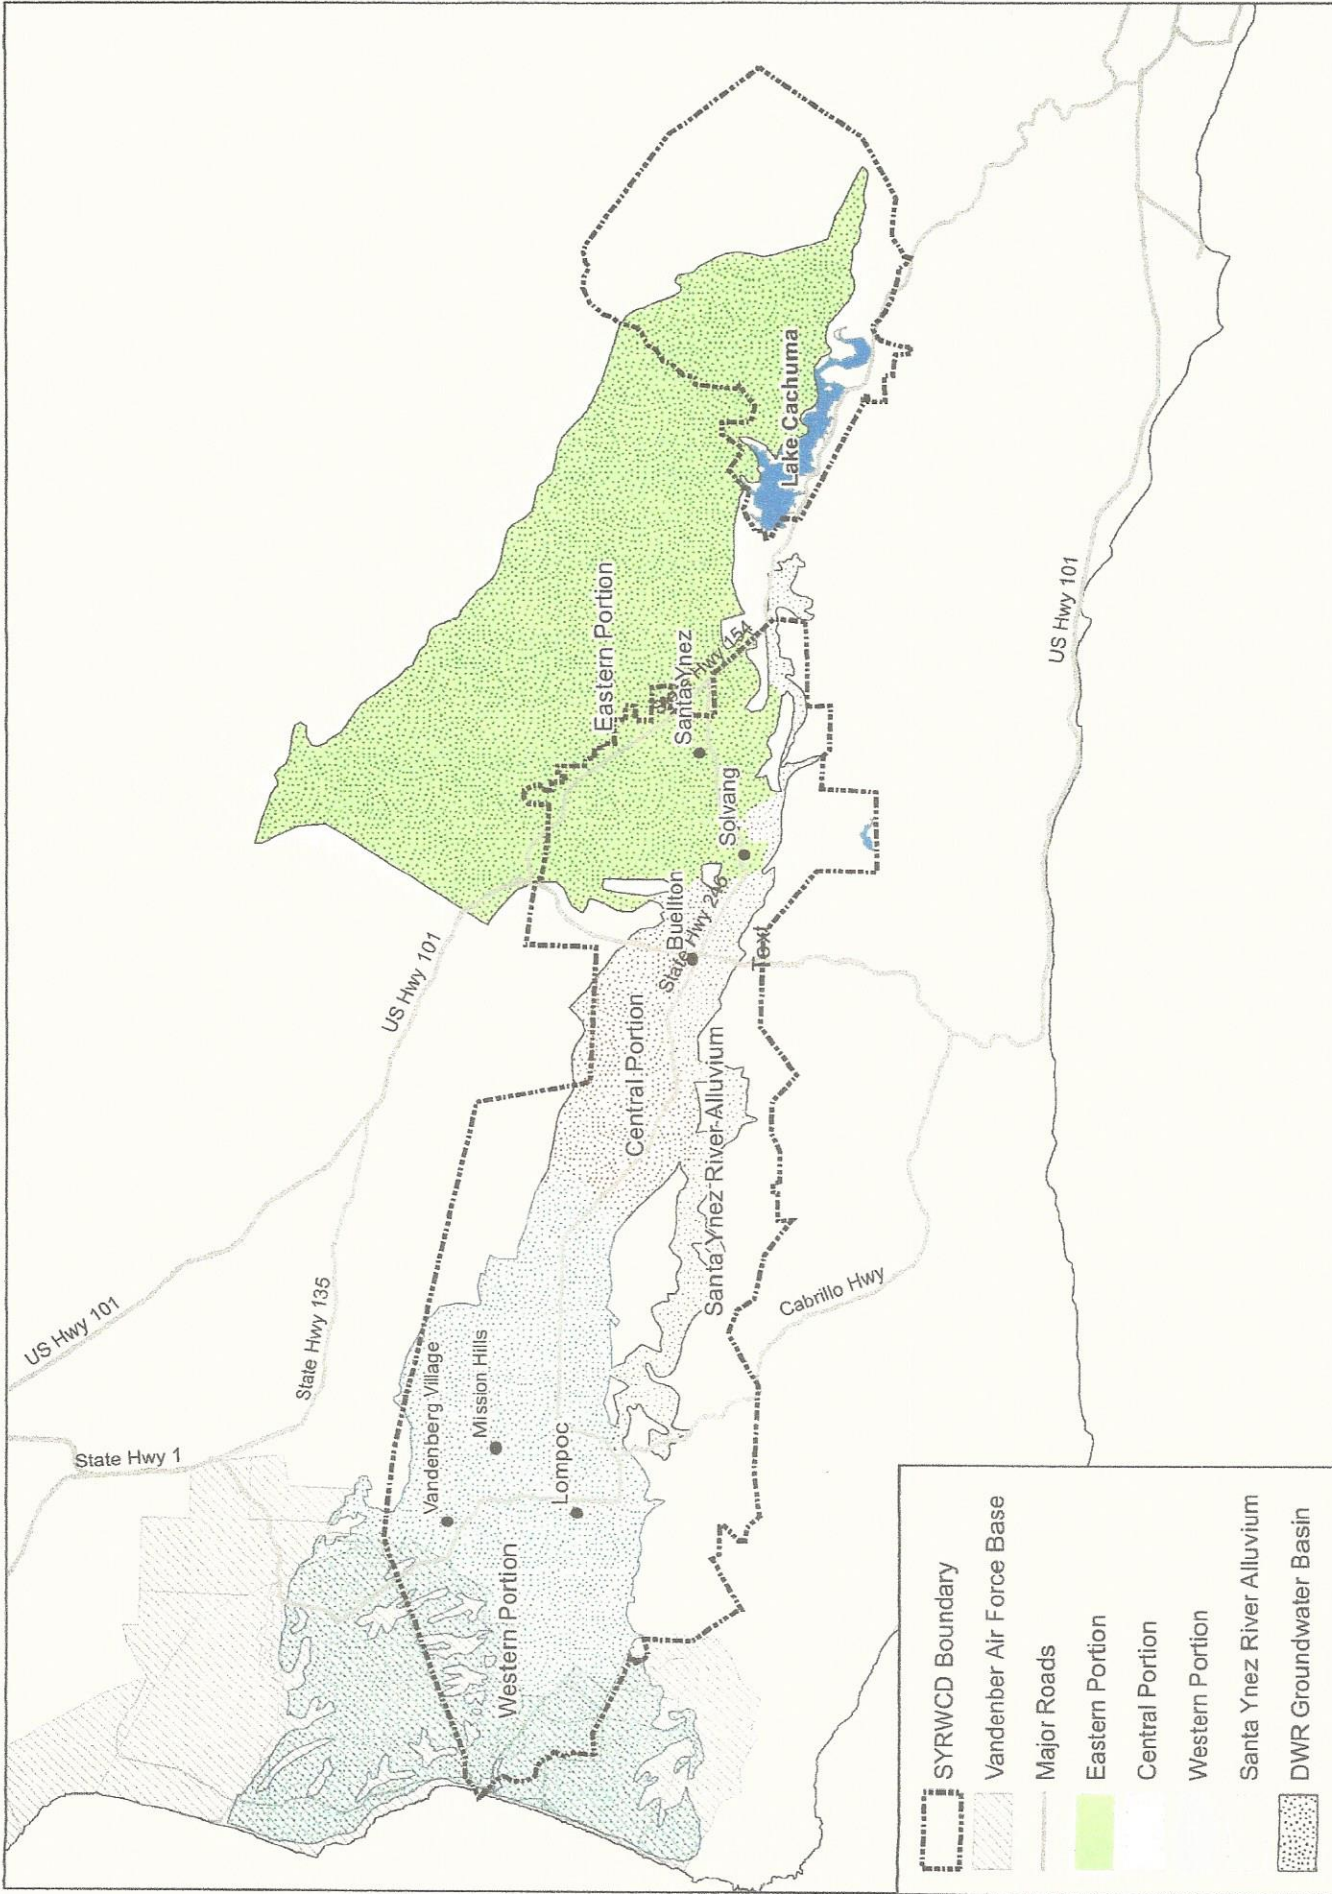 US Hwy 101
State Hwy 1
State Hwy 135
US Hwy 101
Vandenberg Village
Mission Hills
Lompoc
Western Portion
Central Portion
Eastern Portion
Santa Ynez
Hwy 154
Solvang
Buellton
State Hwy 246
Text
Lake Cachuma
Santa Ynez River Alluvium
Cabrillo Hwy
US Hwy 101
SYRWCD Boundary
Vandenber Air Force Base
Major Roads
Eastern Portion
Central Portion
Western Portion
Santa Ynez River Alluvium
DWR Groundwater Basin